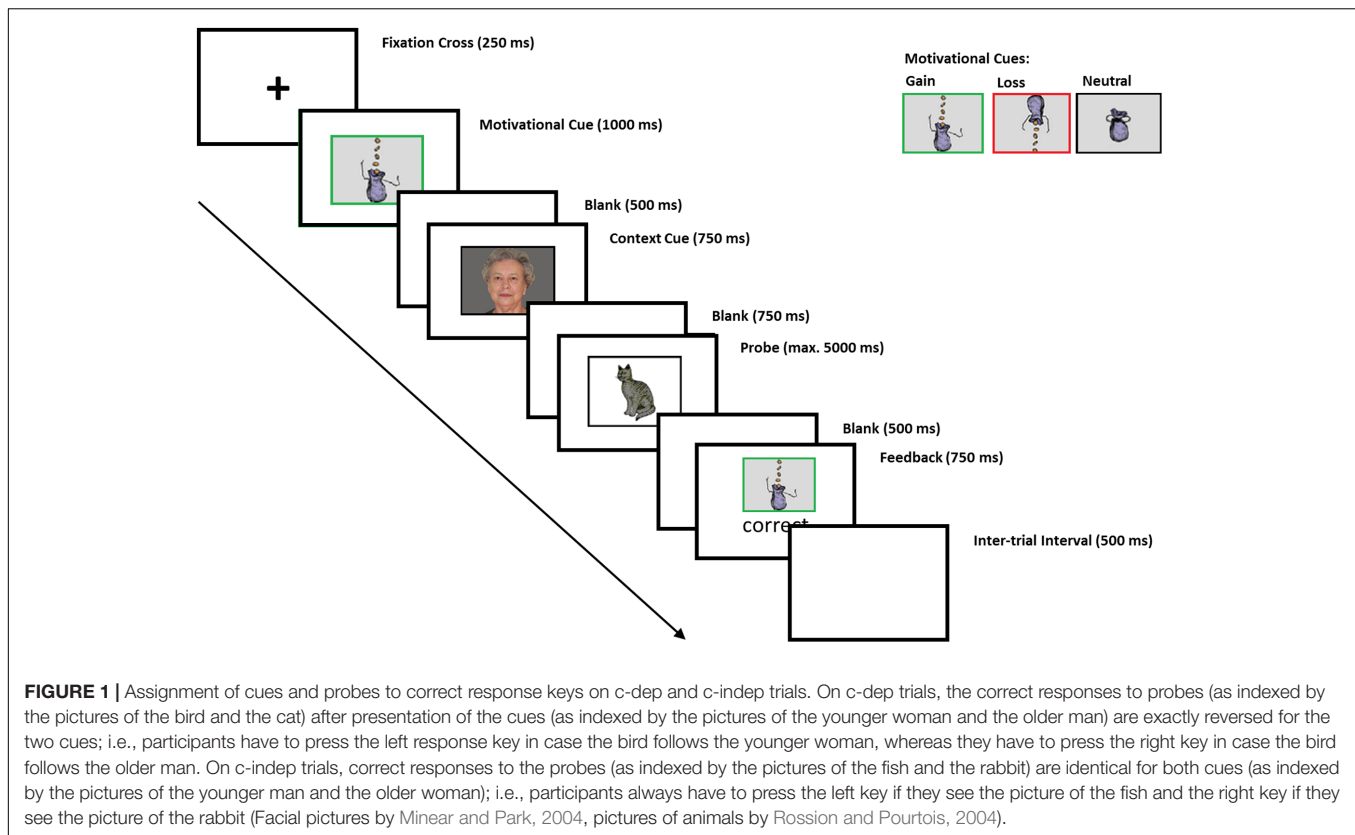 Fixation Cross (250 ms)
Motivational Cues:
Gain Loss Neutral
Motivational Cue (1000 ms)
Blank (500 ms)
Context Cue (750 ms)
Blank (750 ms)
Probe (max. 5000 ms)
Blank (500 ms)
Feedback (750 ms)
correct
Inter-trial Interval (500 ms)
FIGURE 1 | Assignment of cues and probes to correct response keys on c-dep and c-indep trials. On c-dep trials, the correct responses to probes (as indexed by
the pictures of the bird and the cat) after presentation of the cues (as indexed by the pictures of the younger woman and the older man) are exactly reversed for the
two cues; i.e., participants have to press the left response key in case the bird follows the younger woman, whereas they have to press the right key in case the bird
follows the older man. On c-indep trials, correct responses to the probes (as indexed by the pictures of the fish and the rabbit) are identical for both cues (as indexed
by the pictures of the younger man and the older woman); i.e., participants always have to press the left key if they see the picture of the fish and the right key if they
see the picture of the rabbit (Facial pictures by Minear and Park, 2004, pictures of animals by Rossion and Pourtois, 2004).